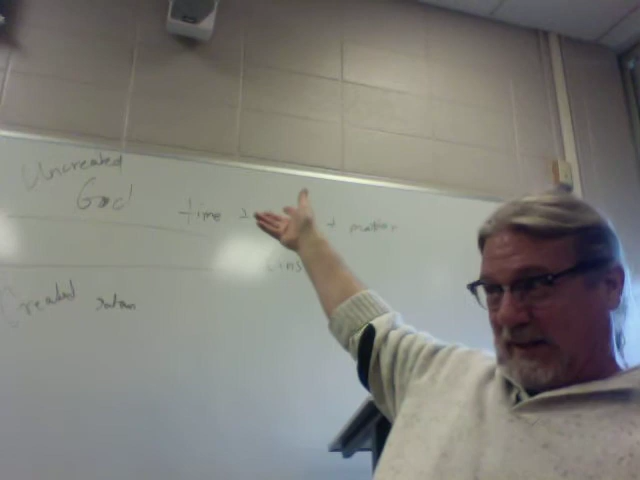 Uncreated
God
time + + matter
Created satan